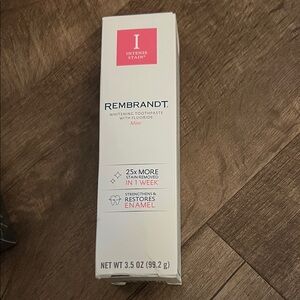 I
INTENSE
STAIN®
REMBRANDT.
WHITENING TOOTHPASTE
WITH FLUORIDE
Mint
25x MORE
STAIN REMOVED
IN 1 WEEK
STRENGTHENS &
RESTORES
ENAMEL
NET WT 3.5 OZ (99.2 g)